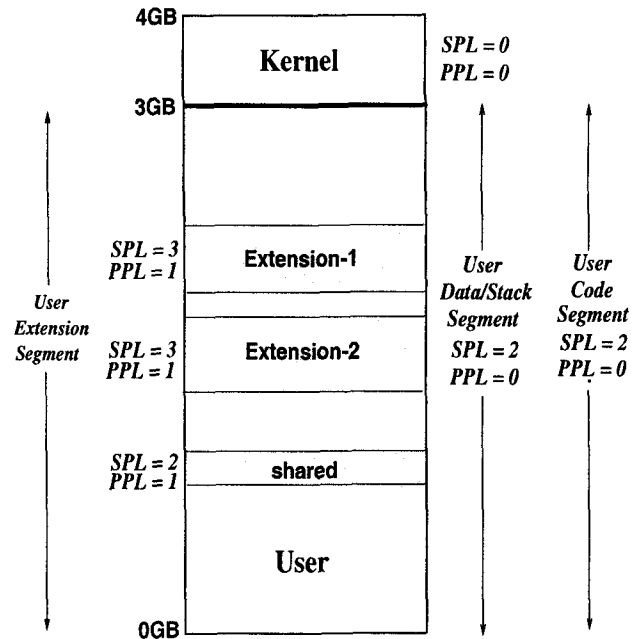 4GB
Kernel
SPL = 0
PPL = 0
3GB
SPL = 3
PPL = 1
Extension-1
User
Extension
Segment
User
Data/Stack
Segment
SPL = 2
PPL = 0
User
Code
Segment
SPL = 2
PPL = 0
SPL = 3
PPL = 1
Extension-2
SPL = 2
PPL = 1
shared
User
0GB